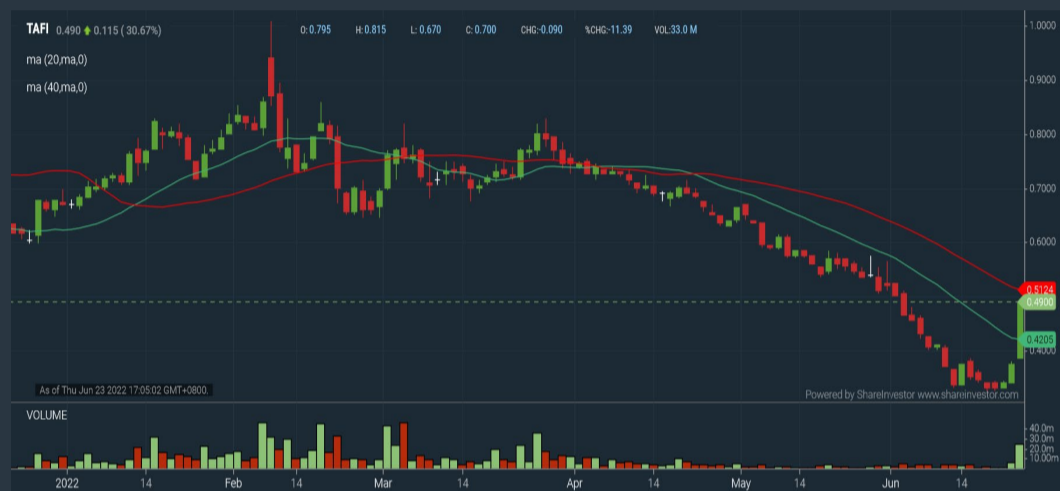 TAFI 0.490 0.115 ( 30.67%) O: 0.795 H: 0.815 L: 0.670 C: 0.700 CHG:-0.090 %CHG:-11.39 VOL:33.0 M
ma (20,ma,0)
ma (40,ma,0)
1.0000
0.9000
0.8000
0.7000
0.6000
0.5124
0.4900
0.4205
0.4000
As of Thu Jun 23 2022 17:05:02 GMT+0800.
Powered by ShareInvestor www.shareinvestor.com
VOLUME
40.0m
30.0m
20.0m
10.00m
2022 14 Feb 14 Mar 14 Apr 14 May 14 Jun 14